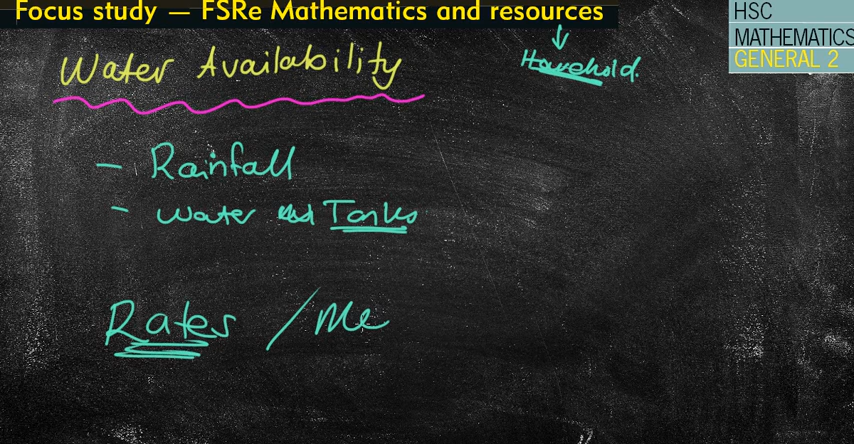 Focus study — FSRe Mathematics and resources
HSC
MATHEMATICS
GENERAL 2
Water Availability
Household.
- Rainfall
- Water Tanks
Rates / Me